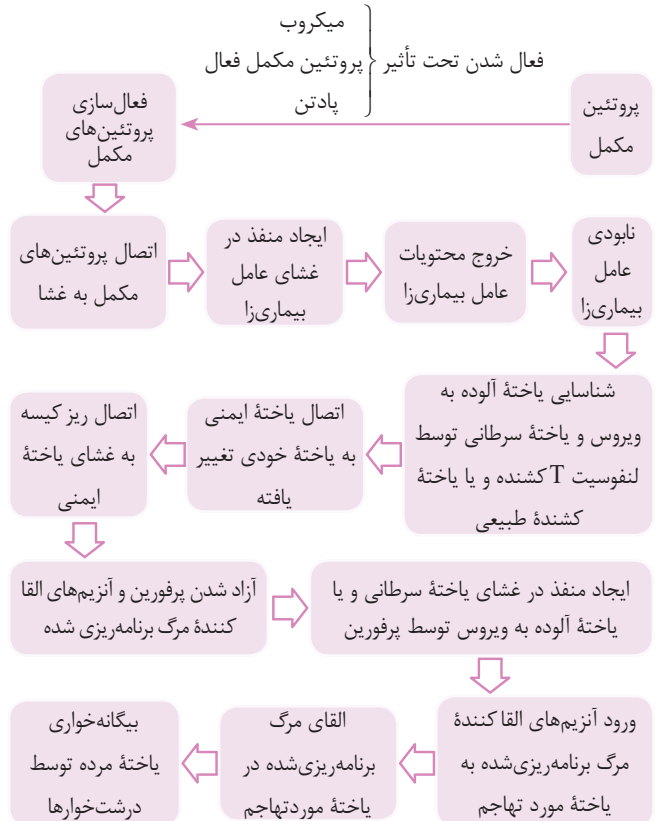 پروتئین
مکمل
فعال شدن تحت تأثیر
میکروب
پروتئین مکمل فعال
پادتن
فعال‌سازی
پروتئین‌های
مکمل
اتصال پروتئین‌های
مکمل به غشا
ایجاد منفذ در
غشای عامل
بیماری‌زا
خروج محتویات
عامل بیماری‌زا
نابودی
عامل
بیماری‌زا
شناسایی یاختهٔ آلوده به
ویروس و یاختهٔ سرطانی توسط
لنفوسیت T کشنده و یا یاختهٔ
کشندهٔ طبیعی
اتصال یاختهٔ ایمنی
به یاختهٔ خودی تغییر
یافته
اتصال ریز کیسه
به غشای یاختهٔ
ایمنی
آزاد شدن پرفورین و آنزیم‌های القا
کنندهٔ مرگ برنامه‌ریزی شده
ایجاد منفذ در غشای یاختهٔ سرطانی و یا
یاختهٔ آلوده به ویروس توسط پرفورین
ورود آنزیم‌های القا کنندهٔ
مرگ برنامه‌ریزی‌شده به
یاختهٔ مورد تهاجم
القای مرگ
برنامه‌ریزی‌شده در
یاختهٔ موردتهاجم
بیگانه‌خواری
یاختهٔ مرده توسط
درشت‌خوارها